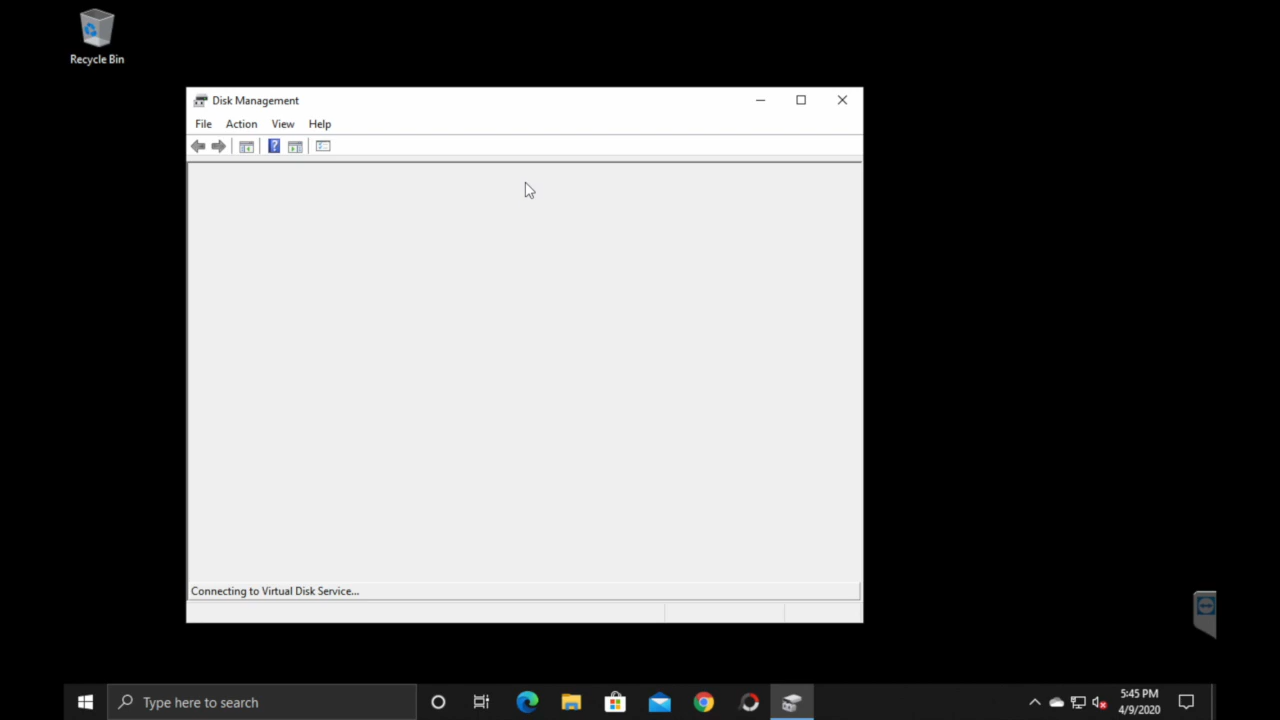 Recycle Bin
Disk Management
File Action View Help
?
Connecting to Virtual Disk Service...
Type here to search
5:45 PM
4/9/2020